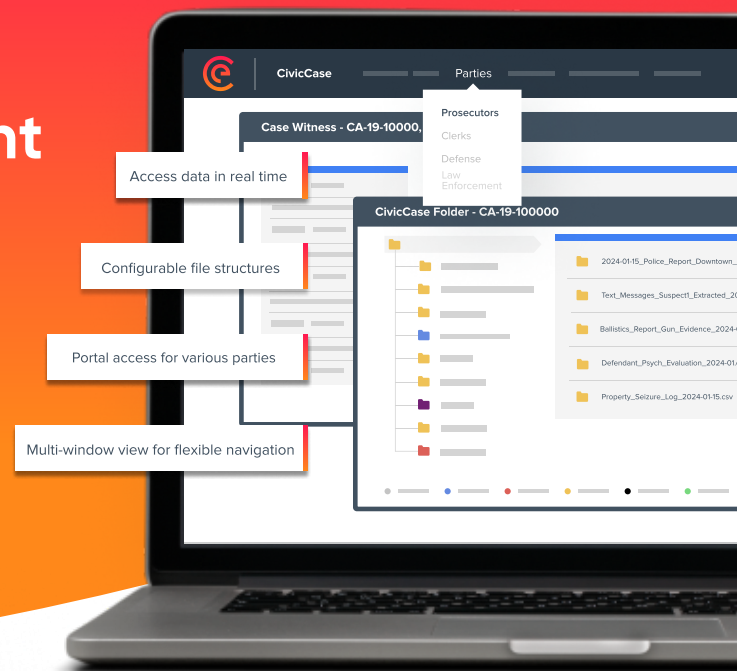 nt
CivicCase
Parties
Prosecutors
Clerks
Defense
Law
Enforcement
Case Witness - CA-19-10000,
Access data in real time
CivicCase Folder - CA-19-100000
Configurable file structures
2024-01-15_Police_Report_Downtown_
Text_Messages_Suspect1_Extracted_20
Ballistics_Report_Gun_Evidence_2024-
Portal access for various parties
Defendant_Psych_Evaluation_2024-01.
Property_Seizure_Log_2024-01-15.csv
Multi-window view for flexible navigation